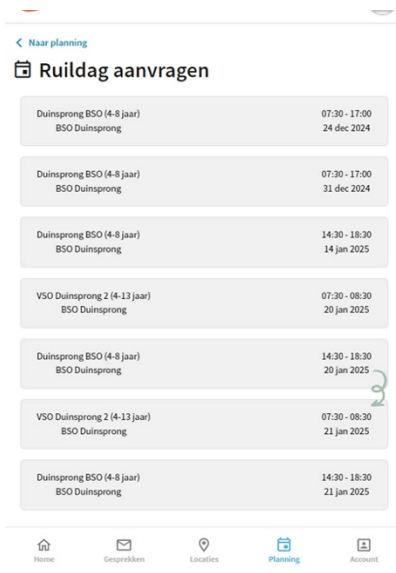 Naar planning
Ruildag aanvragen
Duinsprong BSO (4-8 jaar) 07:30 - 17:00
BSO Duinsprong 24 dec 2024
Duinsprong BSO (4-8 jaar) 07:30 - 17:00
BSO Duinsprong 31 dec 2024
Duinsprong BSO (4-8 jaar) 14:30 - 18:30
BSO Duinsprong 14 jan 2025
VSO Duinsprong 2 (4-13 jaar) 07:30 - 08:30
BSO Duinsprong 20 jan 2025
Duinsprong BSO (4-8 jaar) 14:30 - 18:30
BSO Duinsprong 20 jan 2025
VSO Duinsprong 2 (4-13 jaar) 07:30 - 08:30
BSO Duinsprong 21 jan 2025
Duinsprong BSO (4-8 jaar) 14:30 - 18:30
BSO Duinsprong 21 jan 2025
Home Gesprekken Locaties Planning Account